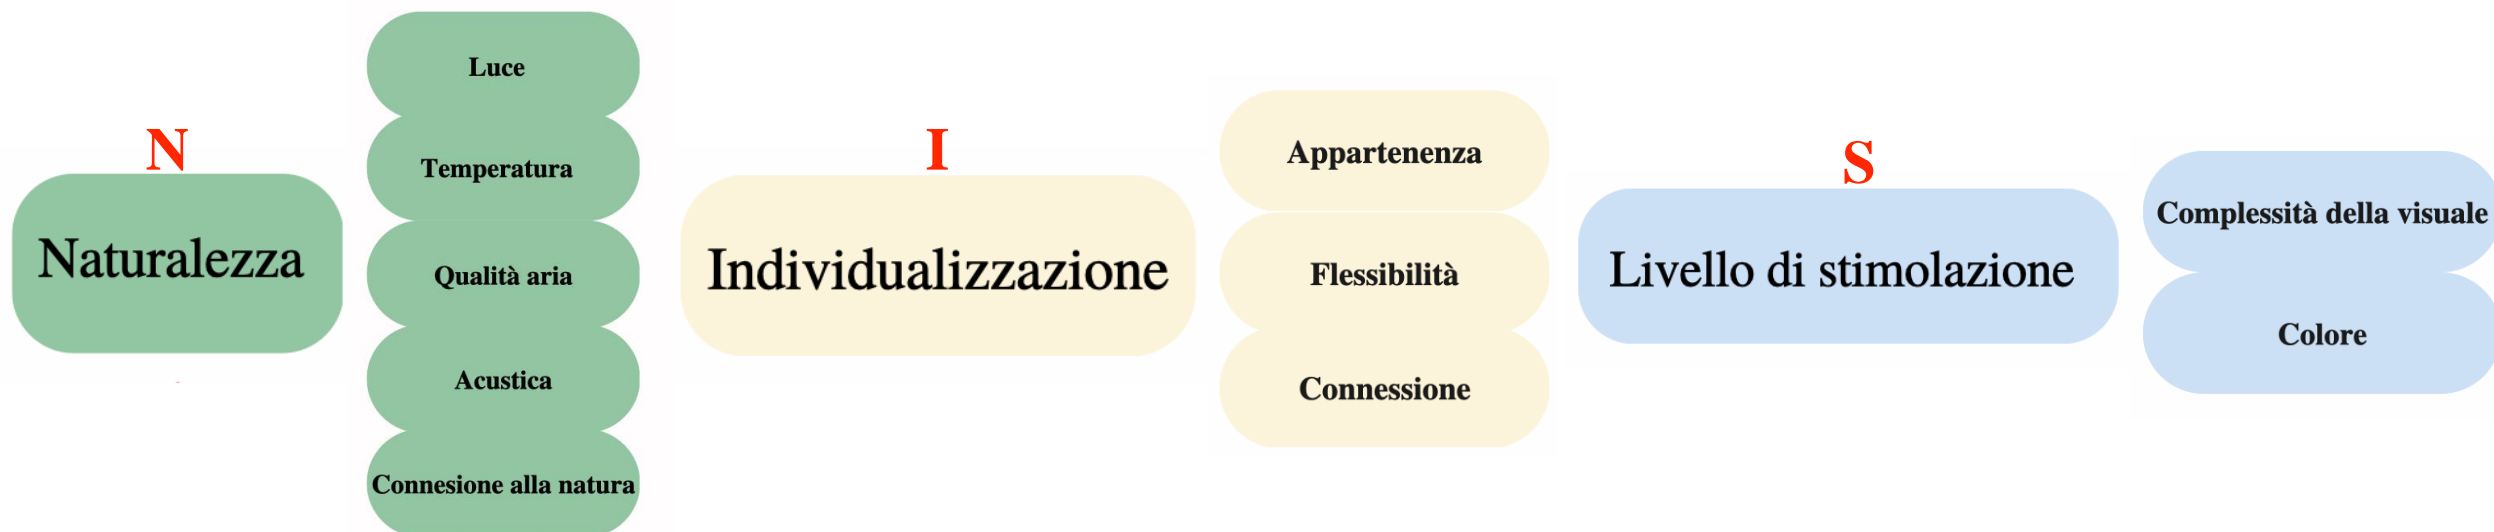 N
Naturalezza
Luce
Temperatura
Qualità aria
Acustica
Connesione alla natura
I
Individualizzazione
Appartenenza
Flessibilità
Connessione
S
Livello di stimolazione
Complessità della visuale
Colore